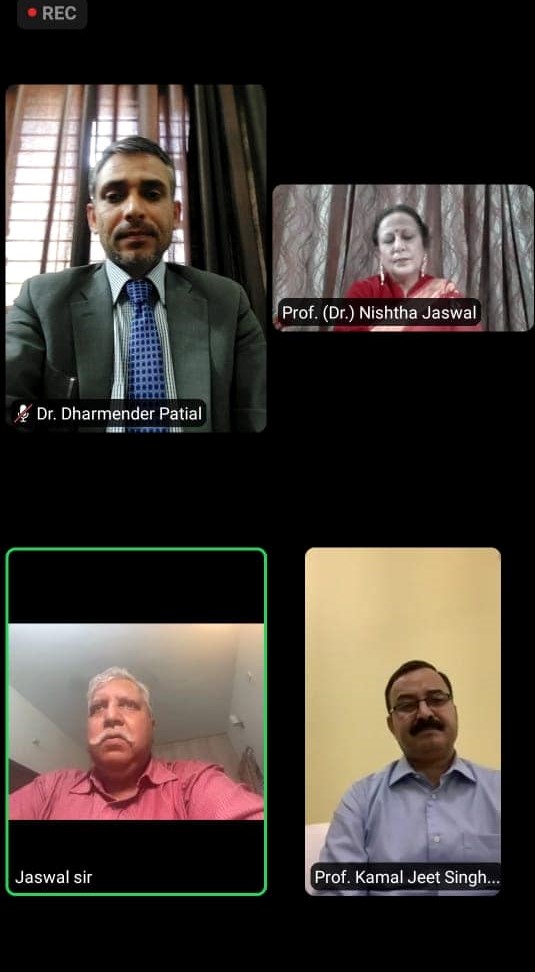 REC
Prof. (Dr.) Nishtha Jaswal
Dr. Dharmender Patial
Jaswal sir
Prof. Kamal Jeet Singh...